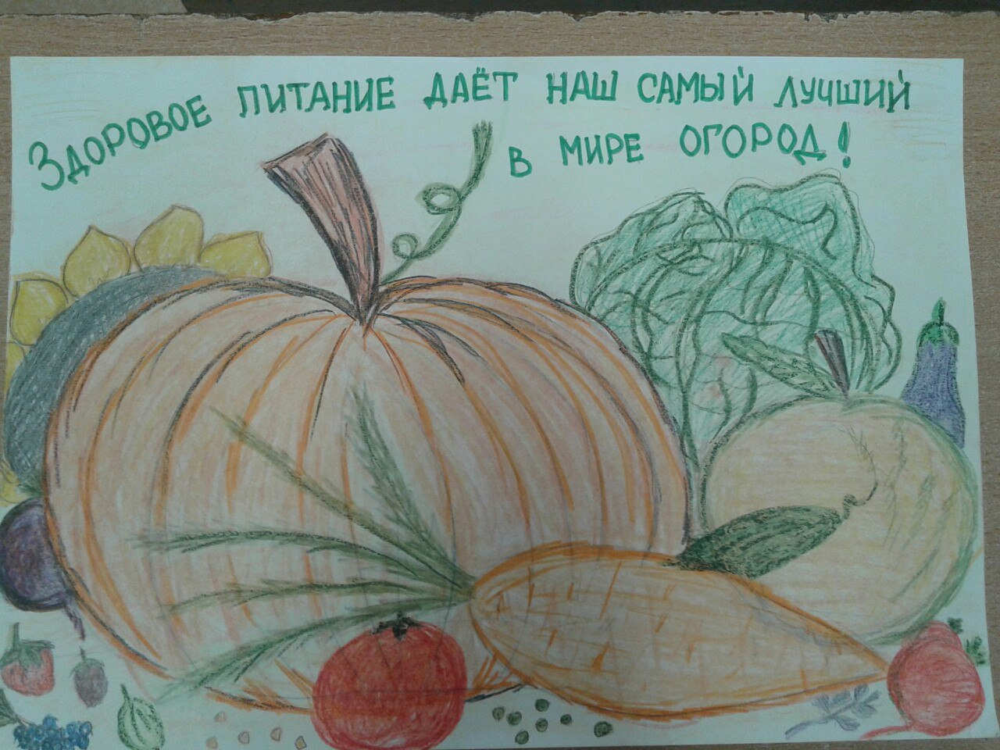 ЗДОРОВОЕ ПИТАНИЕ ДАЁТ НАШ САМЫЙ ЛУЧШИЙ
В МИРЕ ОГОРОД!